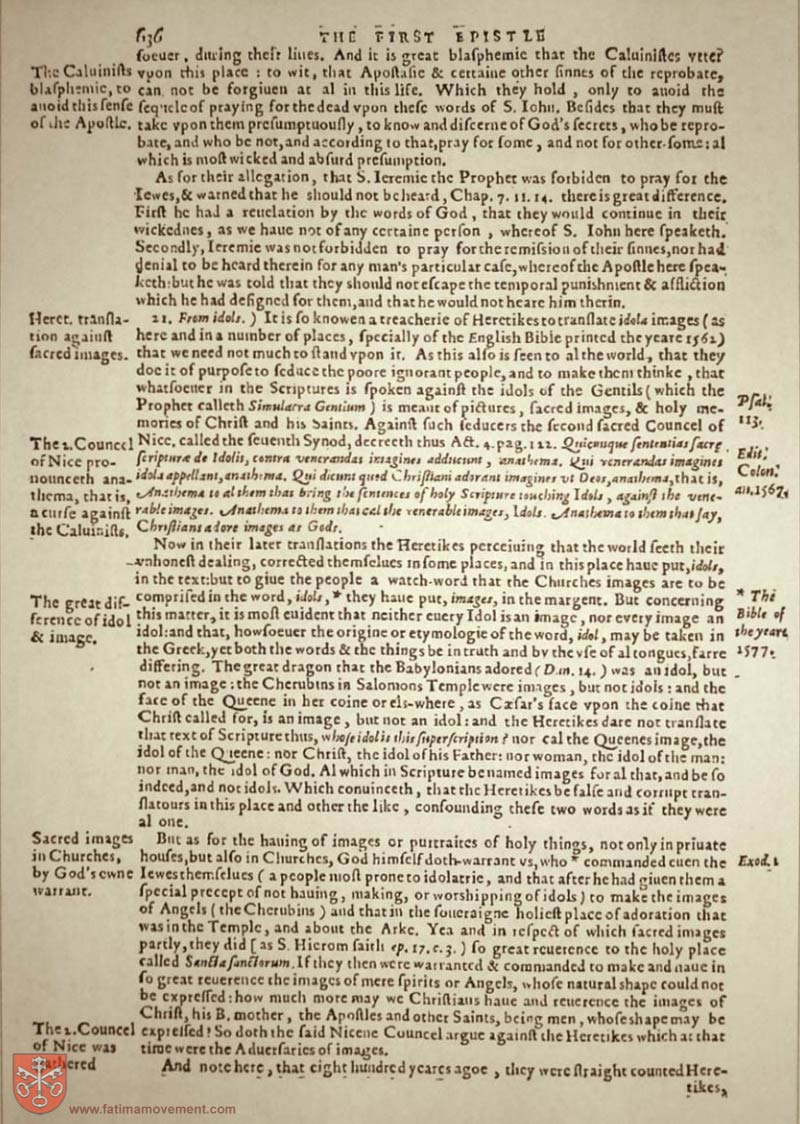 636 THE FIRST EPISTLE
soeuer, during their liues. And it is great blasphemie that the Caluinistes vtter
vpon this place : to wit, that Apostasie & certaine other sinnes of the reprobate,
can not be forgiuen at al in this life. Which they hold , only to auoid the
sequele of praying for the dead vpon these words of S. Iohn. Besides that they must
take vpon them presumptuously, to know and discerne of God's secrets, who be repro-
bate, and who be not, and according to that, pray for some, and not for other-some: al
which is most wicked and absurd presumption.
The Caluinists
blasphemie, to
auoid this sense
of the Apostle.
As for their allegation, that S. Ieremie the Prophet was forbiden to pray for the
Iewes, & warned that he should not be heard, Chap. 7. 11. 14. there is great difference.
First he had a reuelation by the words of God, that they would continue in their
wickednes, as we haue not of any certaine person , whereof S. Iohn here speaketh.
Secondly, Ieremie was not forbidden to pray for the remission of their sinnes, nor had
denial to be heard therein for any man's particular case, whereof the Apostle here spea-
keth: but he was told that they should not escape the temporal punishment & affliction
which he had designed for them, and that he would not heare him therin.
21. From idols. ) It is so knowen a treacherie of Heretikes to translate idola images (as
here and in a number of places, specially of the English Bible printed the yeare 1562)
that we need not much to stand vpon it. As this also is seen to al the world, that they
doe it of purpose to seduce the poore ignorant people, and to make them thinke , that
whatsoeuer in the Scriptures is spoken against the idols of the Gentils ( which the
Prophet calleth Simulacra Gentium ) is meant of pictures, sacred images, & holy me-
mories of Christ and his Saints. Against such seducers the second sacred Councel of
Nice, called the seuenth Synod, decreeth thus Act. 4. pag. 122. Quicunque sententias sacræ
scripturæ de Idolis, contra venerandas imagines adducunt , anathema. Qui venerandas imagines
idola appellant, anathema. Qui dicunt quod Christiani adorant imagines vt Deos, anathema, that is,
Anathema to al them that bring the sentences of holy Scripture touching Idols, against the vene-
rable images. Anathema to them that cal the venerable images, Idols. Anathema to them that say,
Christians adore images as Gods.
Heret. transla-
tion against
sacred images.
Psal.
113.
The 2. Councel
of Nice pro-
nounceth ana-
thema, that is,
a curse against
the Caluinists,
Edit.
Colon.
an. 1567.
Now in their later translations the Heretikes perceiuing that the world seeth their
vnhonest dealing, corrected themselues in some places, and in this place haue put, idols,
in the text: but to giue the people a watch-word that the Churches images are to be
comprised in the word, idols, * they haue put, images, in the margent. But concerning
this matter, it is most euident that neither euery Idol is an image , nor euery image an
idol: and that, howsoeuer the origine or etymologie of the word, idol, may be taken in
the Greek, yet both the words & the things be in truth and by the vse of al tongues, farre
differing. The great dragon that the Babylonians adored ( Dan. 14. ) was an idol, but
not an image : the Cherubins in Salomons Temple were images , but not idols : and the
face of the Queene in her coine or els-where , as Cæsar's face vpon the coine that
Christ called for, is an image , but not an idol: and the Heretikes dare not translate
that text of Scripture thus, whose idol is this superscription? nor cal the Queenes image, the
idol of the Queene: nor Christ, the idol of his Father: nor woman, the idol of the man:
nor man, the idol of God. Al which in Scripture be named images for al that, and be so
indeed, and not idols. Which conuinceth , that the Heretikes be false and corrupt tran-
slatours in this place and other the like , confounding these two words as if they were
al one.
The great dif-
ference of idol
& image.
* The
Bible of
the yeare
1577.
But as for the hauing of images or purtraites of holy things, not only in priuate
houses, but also in Churches, God himself doth warrant vs, who * commanded euen the
Iewes themselues ( a people most prone to idolatrie, and that after he had giuen them a
special precept of not hauing, making, or worshipping of idols ) to make the images
of Angels ( the Cherubins ) and that in the soueraigne holiest place of adoration that
was in the Temple, and about the Arke. Yea and in respect of which sacred images
partly, they did [ as S. Hierom saith ep. 17. c. 3. ) so great reuerence to the holy place
called Sancta sanctorum. If they then were warranted & commanded to make and haue in
so great reuerence the images of mere spirits or Angels, whose natural shape could not
be expressed: how much more may we Christians haue and reuerence the images of
Christ, his B. mother , the Apostles and other Saints, being men , whose shape may be
expressed? So doth the said Nicene Councel argue against the Heretikes which at that
time were the Aduersaries of images.
Sacred images
in Churches,
by God's owne
warrant.
Exod.
And note here, that eight hundred yeares agoe , they were straight counted Here-
tikes,
The 2. Councel
of Nice was
gathered
www.fatimamovement.com